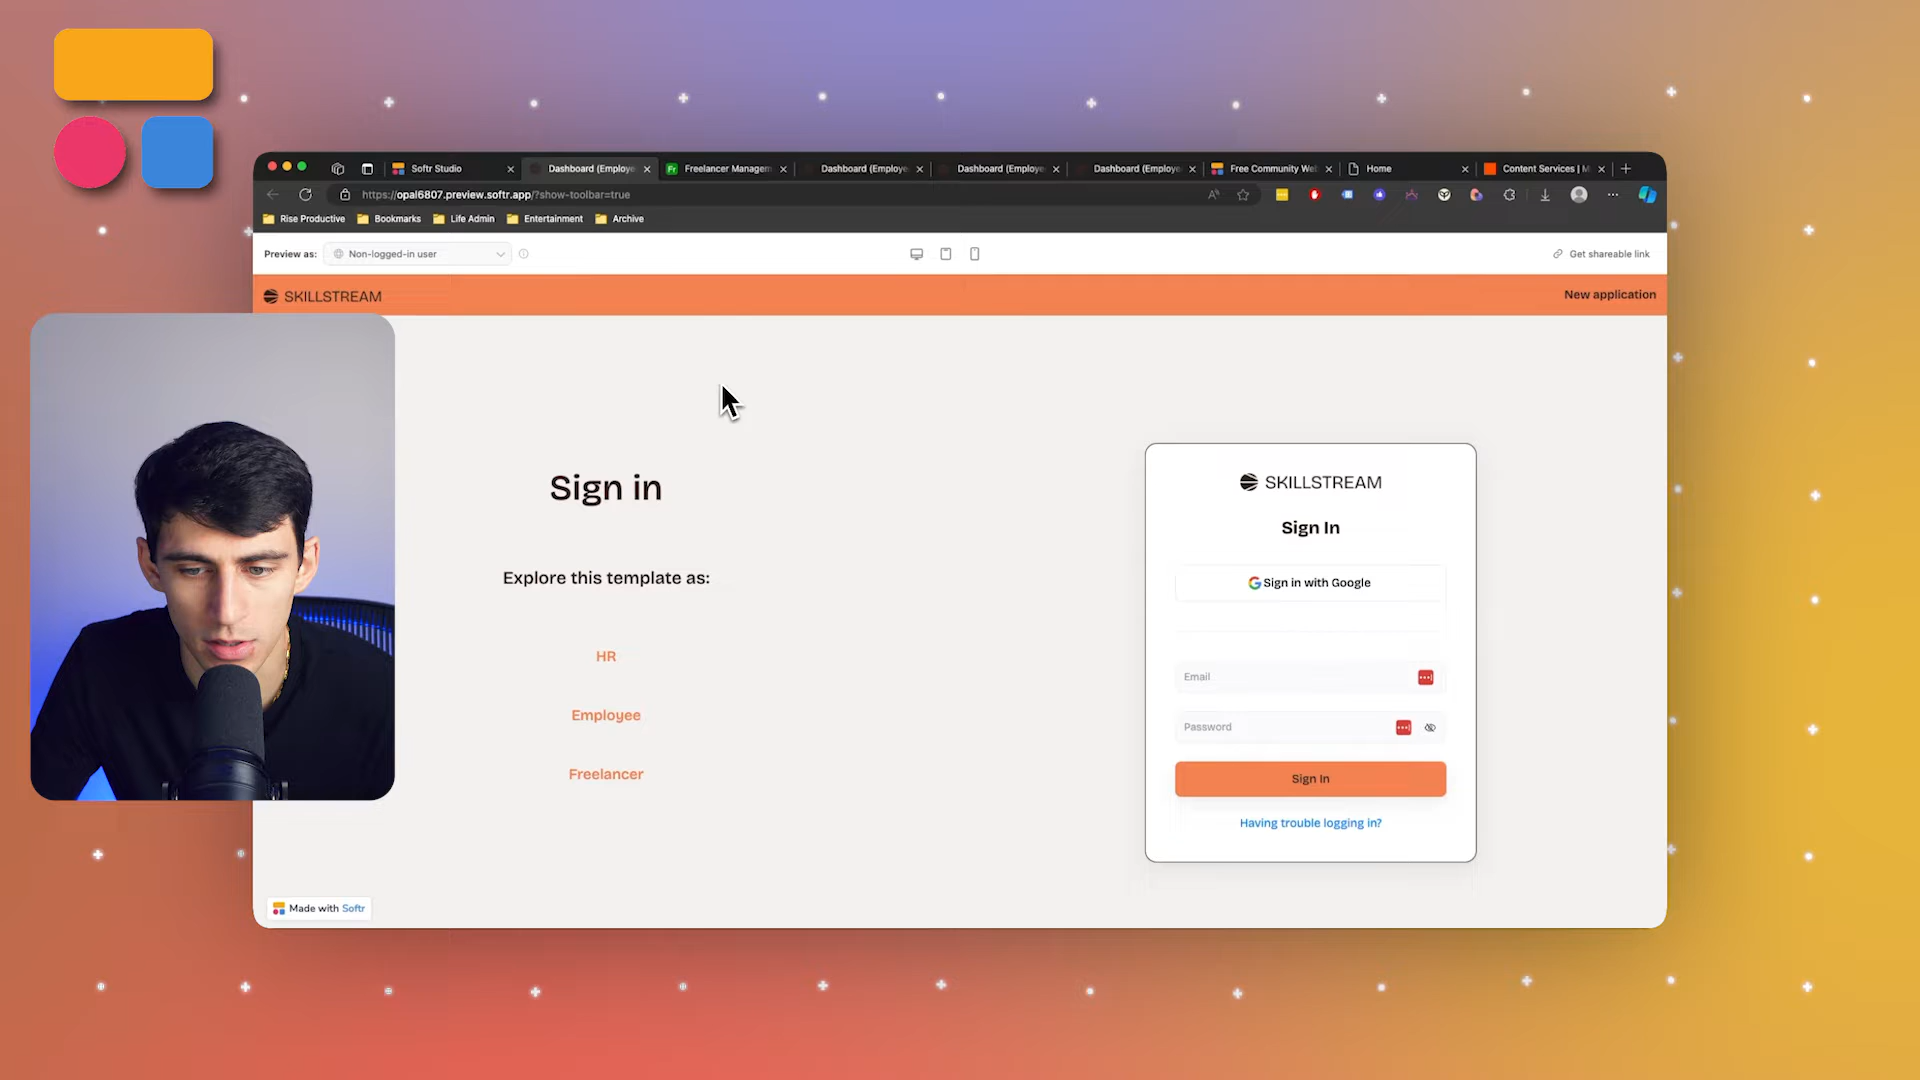 Softr Studio
Dashboard (Employe
Freelancer Managem
Dashboard (Employe
Dashboard (Employe
Dashboard (Employe
Free Community We
Home
Content Services | M
https://opal6807.preview.softr.app/?show-toolbar=true
Rise Productive
Bookmarks
Life Admin
Entertainment
Archive
Preview as:
Non-logged-in user
Get shareable link
SKILLSTREAM
New application
Sign in
Explore this template as:
HR
Employee
Freelancer
SKILLSTREAM
Sign In
Sign in with Google
Email
Password
Sign In
Having trouble logging in?
Made with Softr